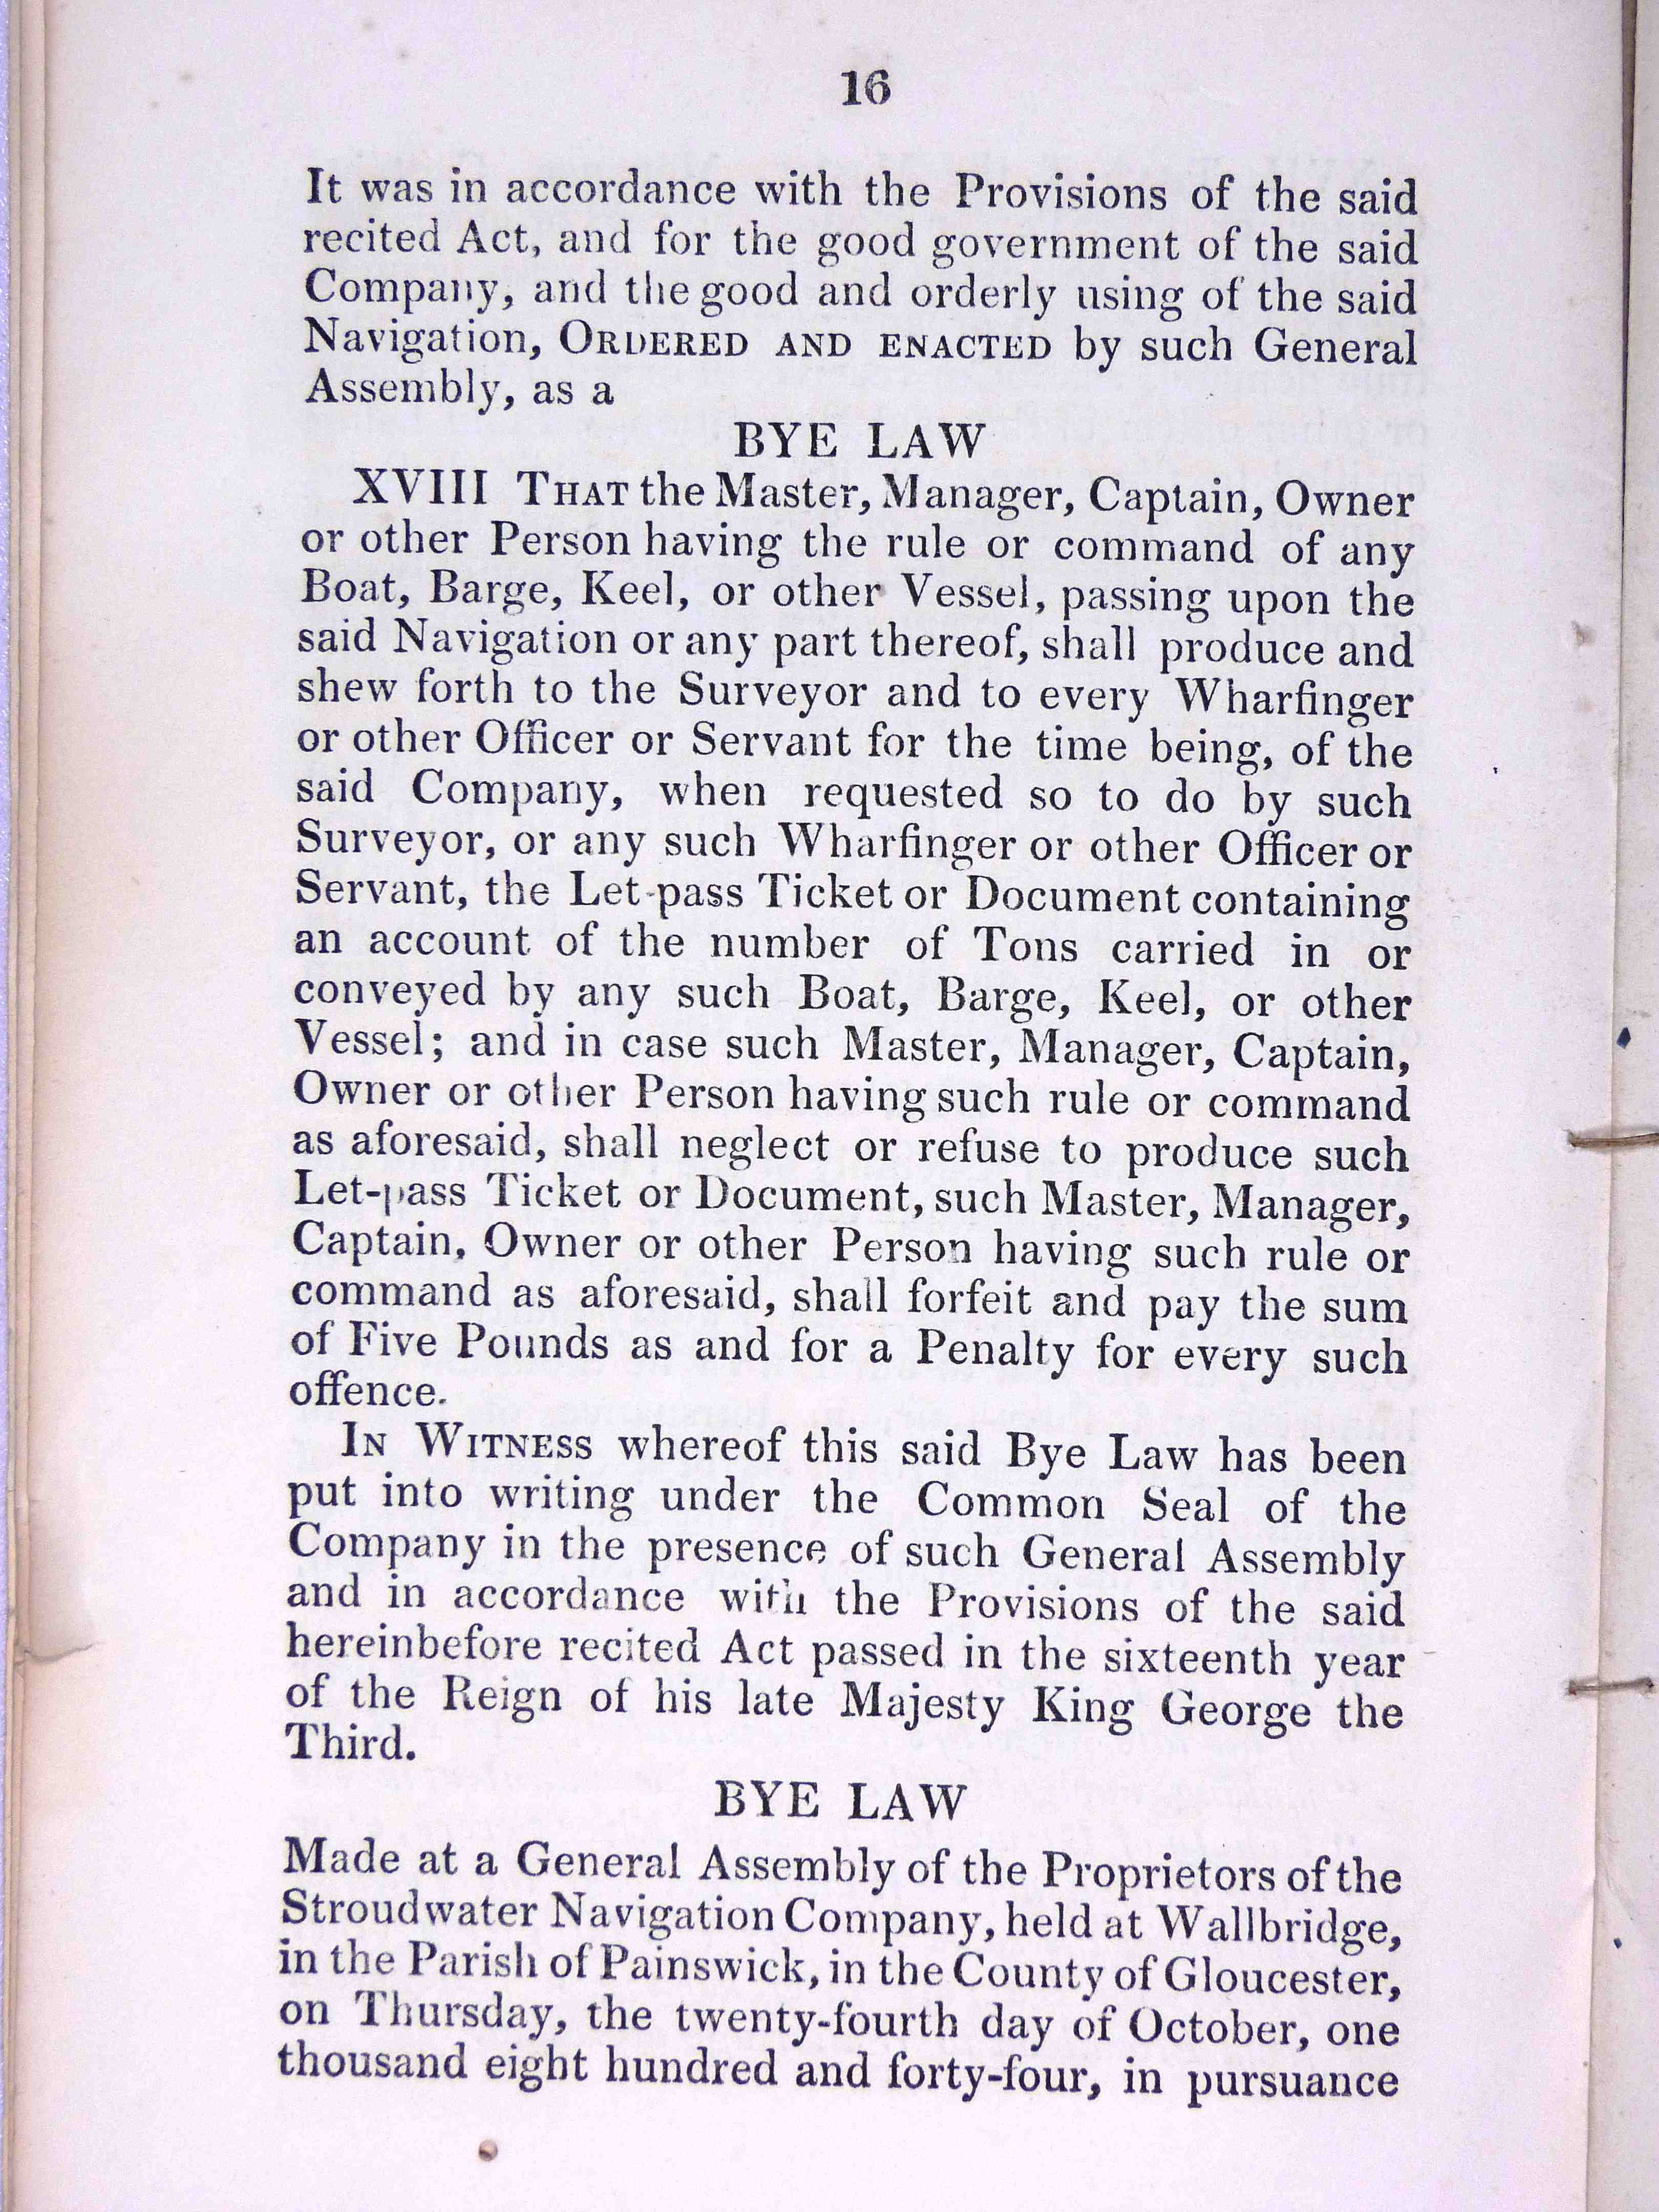 16
It was in accordance with the Provisions of the said
recited Act, and for the good government of the said
Company, and the good and orderly using of the said
Navigation, ORDERED AND ENACTED by such General
Assembly, as a
BYE LAW
XVIII THAT the Master, Manager, Captain, Owner
or other Person having the rule or command of any
Boat, Barge, Keel, or other Vessel, passing upon the
said Navigation or any part thereof, shall produce and
shew forth to the Surveyor and to every Wharfinger
or other Officer or Servant for the time being, of the
said Company, when requested so to do by such
Surveyor, or any such Wharfinger or other Officer or
Servant, the Let-pass Ticket or Document containing
an account of the number of Tons carried in or
conveyed by any such Boat, Barge, Keel, or other
Vessel; and in case such Master, Manager, Captain,
Owner or other Person having such rule or command
as aforesaid, shall neglect or refuse to produce such
Let-pass Ticket or Document, such Master, Manager,
Captain, Owner or other Person having such rule or
command as aforesaid, shall forfeit and pay the sum
of Five Pounds as and for a Penalty for every such
offence.
IN WITNESS whereof this said Bye Law has been
put into writing under the Common Seal of the
Company in the presence of such General Assembly
and in accordance with the Provisions of the said
hereinbefore recited Act passed in the sixteenth year
of the Reign of his late Majesty King George the
Third.
BYE LAW
Made at a General Assembly of the Proprietors of the
Stroudwater Navigation Company, held at Wallbridge,
in the Parish of Painswick, in the County of Gloucester,
on Thursday, the twenty-fourth day of October, one
thousand eight hundred and forty-four, in pursuance